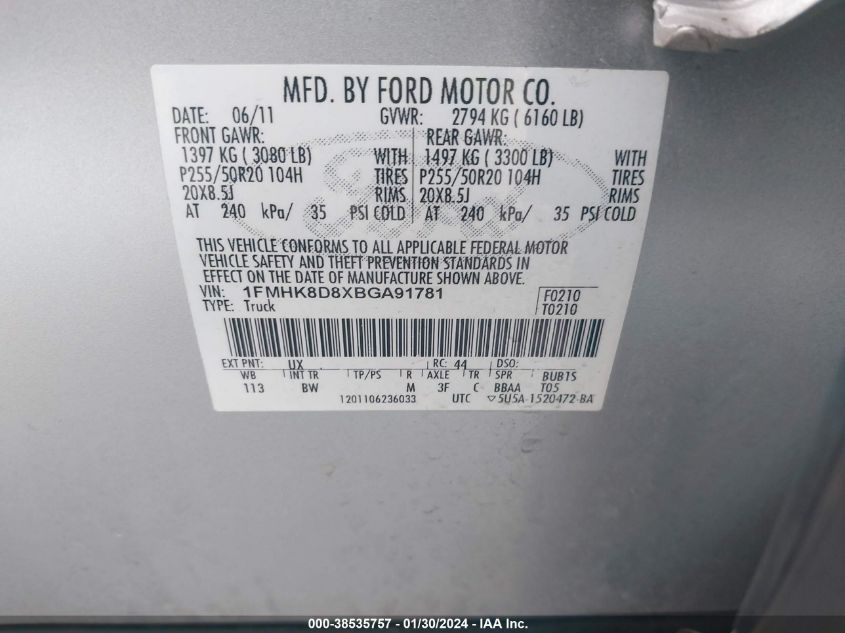 MFD. BY FORD MOTOR CO.
DATE: 06/11 GVWR: 2794 KG ( 6160 LB)
FRONT GAWR: REAR GAWR:
1397 KG ( 3080 LB) WITH 1497 KG ( 3300 LB) WITH
P255/50R20 104H TIRES P255/50R20 104H TIRES
20X8.5J RIMS 20X8.5J RIMS
AT 240 kPa/ 35 PSI COLD AT 240 kPa/ 35 PSI COLD
THIS VEHICLE CONFORMS TO ALL APPLICABLE FEDERAL MOTOR
VEHICLE SAFETY AND THEFT PREVENTION STANDARDS IN
EFFECT ON THE DATE OF MANUFACTURE SHOWN ABOVE.
VIN: 1FMHK8D8XBGA91781 F0210
TYPE: Truck T0210
EXT PNT: UX RC: 44 DSO:
WB INT TR TP/PS R AXLE TR SPR BUB1S
113 BW M 3F C BBAA T05
1201106236033 UTC ▽5U5A-1520472-BA
000-38535757 - 01/30/2024 - IAA Inc.